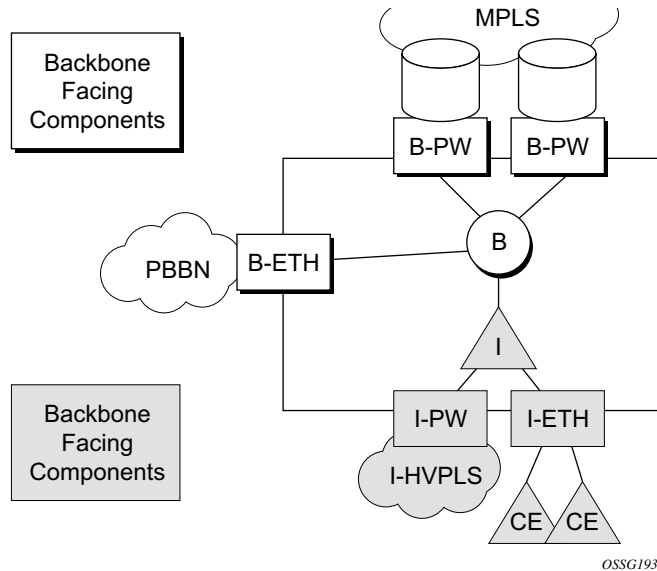 MPLS
Backbone
Facing
Components
B-PW
B-PW
B
PBBN
B-ETH
I
Backbone
Facing
Components
I-PW
I-ETH
I-HVPLS
CE
CE
OSSG193